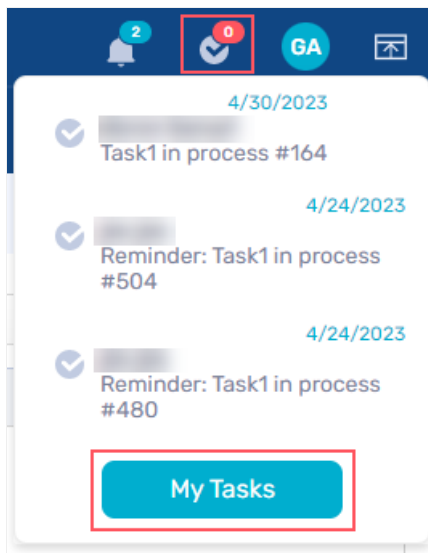 2
0
GA
4/30/2023
Task1 in process #164
4/24/2023
Reminder: Task1 in process
#504
4/24/2023
Reminder: Task1 in process
#480
My Tasks